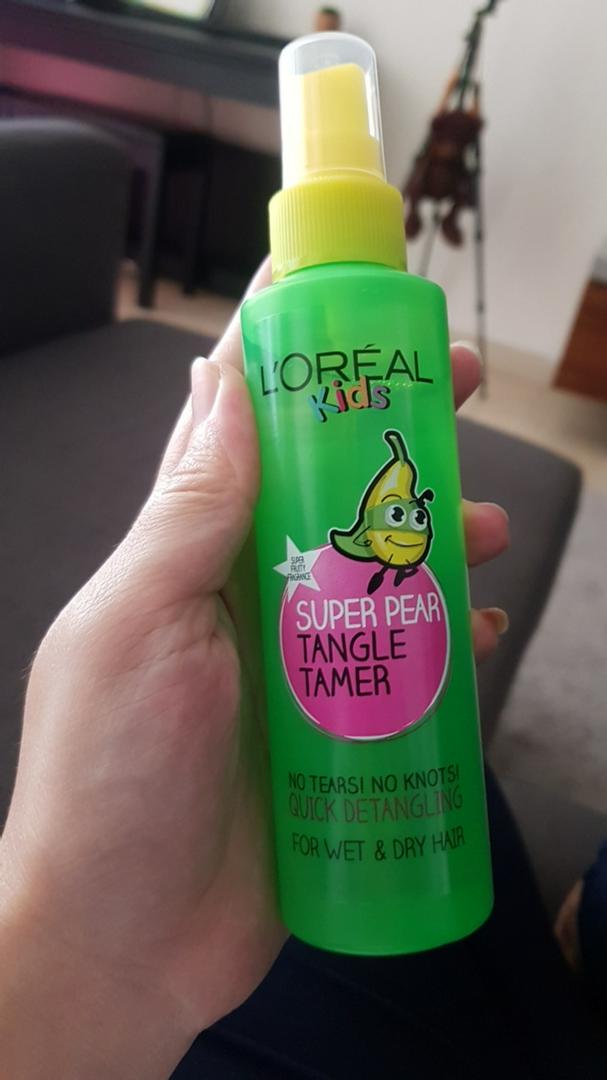 L'ORÉAL
Kids
SUPER
FRUITY
FRAGRANCE
SUPER PEAR
TANGLE
TAMER
NO TEARS! NO KNOTS!
QUICK DETANGLING
FOR WET & DRY HAIR